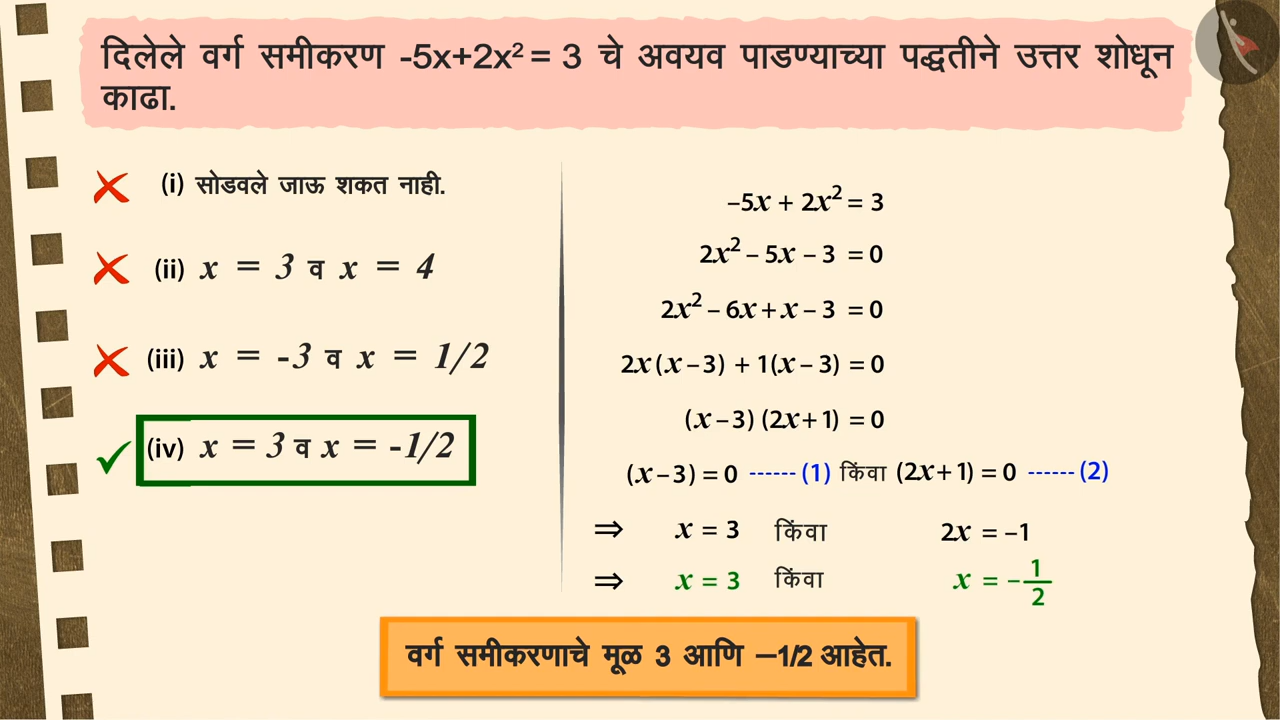 दिलेले वर्ग समीकरण -5x+2x²= 3 चे अवयव पाडण्याच्या पद्धतीने उत्तर शोधून
काढा.
(i) सोडवले जाऊ शकत नाही.
(ii) x = 3 व x = 4
(iii) x = -3 व x = 1/2
(iv) x = 3 व x = -1/2
–5x + 2x² = 3
2x² – 5x – 3 = 0
2x² – 6x + x – 3 = 0
2x (x – 3) + 1(x – 3) = 0
(x – 3) (2x + 1) = 0
(x – 3) = 0 ------ (1) किंवा (2x + 1) = 0 ------ (2)
⇒ x = 3 किंवा 2x = –1
⇒ x = 3 किंवा x = –1/2
वर्ग समीकरणाचे मूळ 3 आणि –1/2 आहेत.